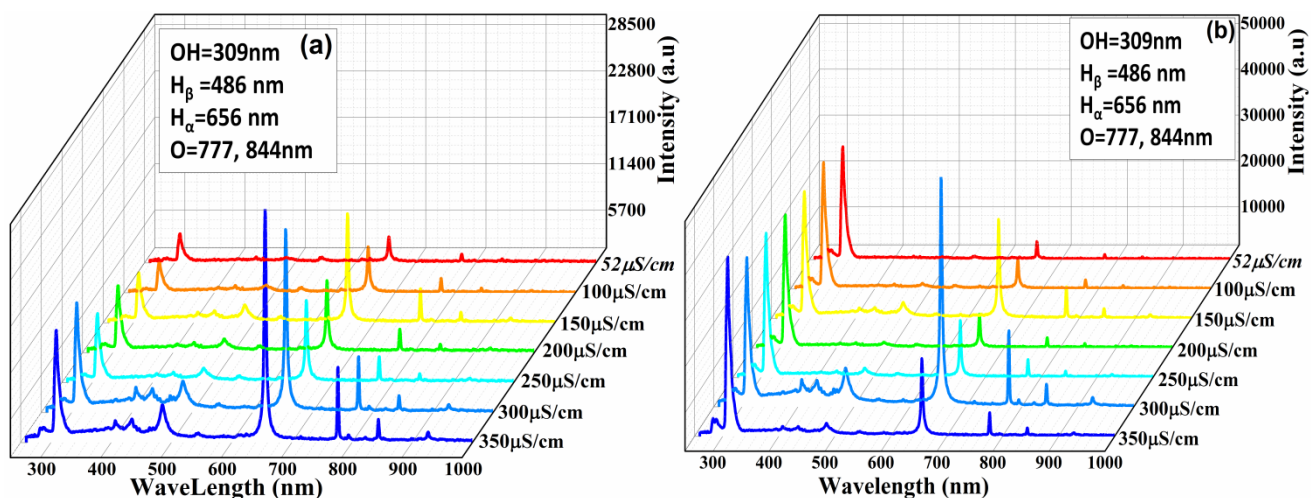 (a)
OH=309nm
Hβ =486 nm
Hα=656 nm
O=777, 844nm
28500
22800
17100
11400
5700
Intensity (a.u)
52µS/cm
100µS/cm
150µS/cm
200µS/cm
250µS/cm
300µS/cm
350µS/cm
300 400 500 600 700 800 900 1000
WaveLength (nm)
(b)
OH=309nm
Hβ =486 nm
Hα=656 nm
O=777, 844nm
50000
40000
30000
20000
10000
Intensity (a.u)
52µS/cm
100µS/cm
150µS/cm
200µS/cm
250µS/cm
300µS/cm
350µS/cm
300 400 500 600 700 800 900 1000
Wavelength (nm)